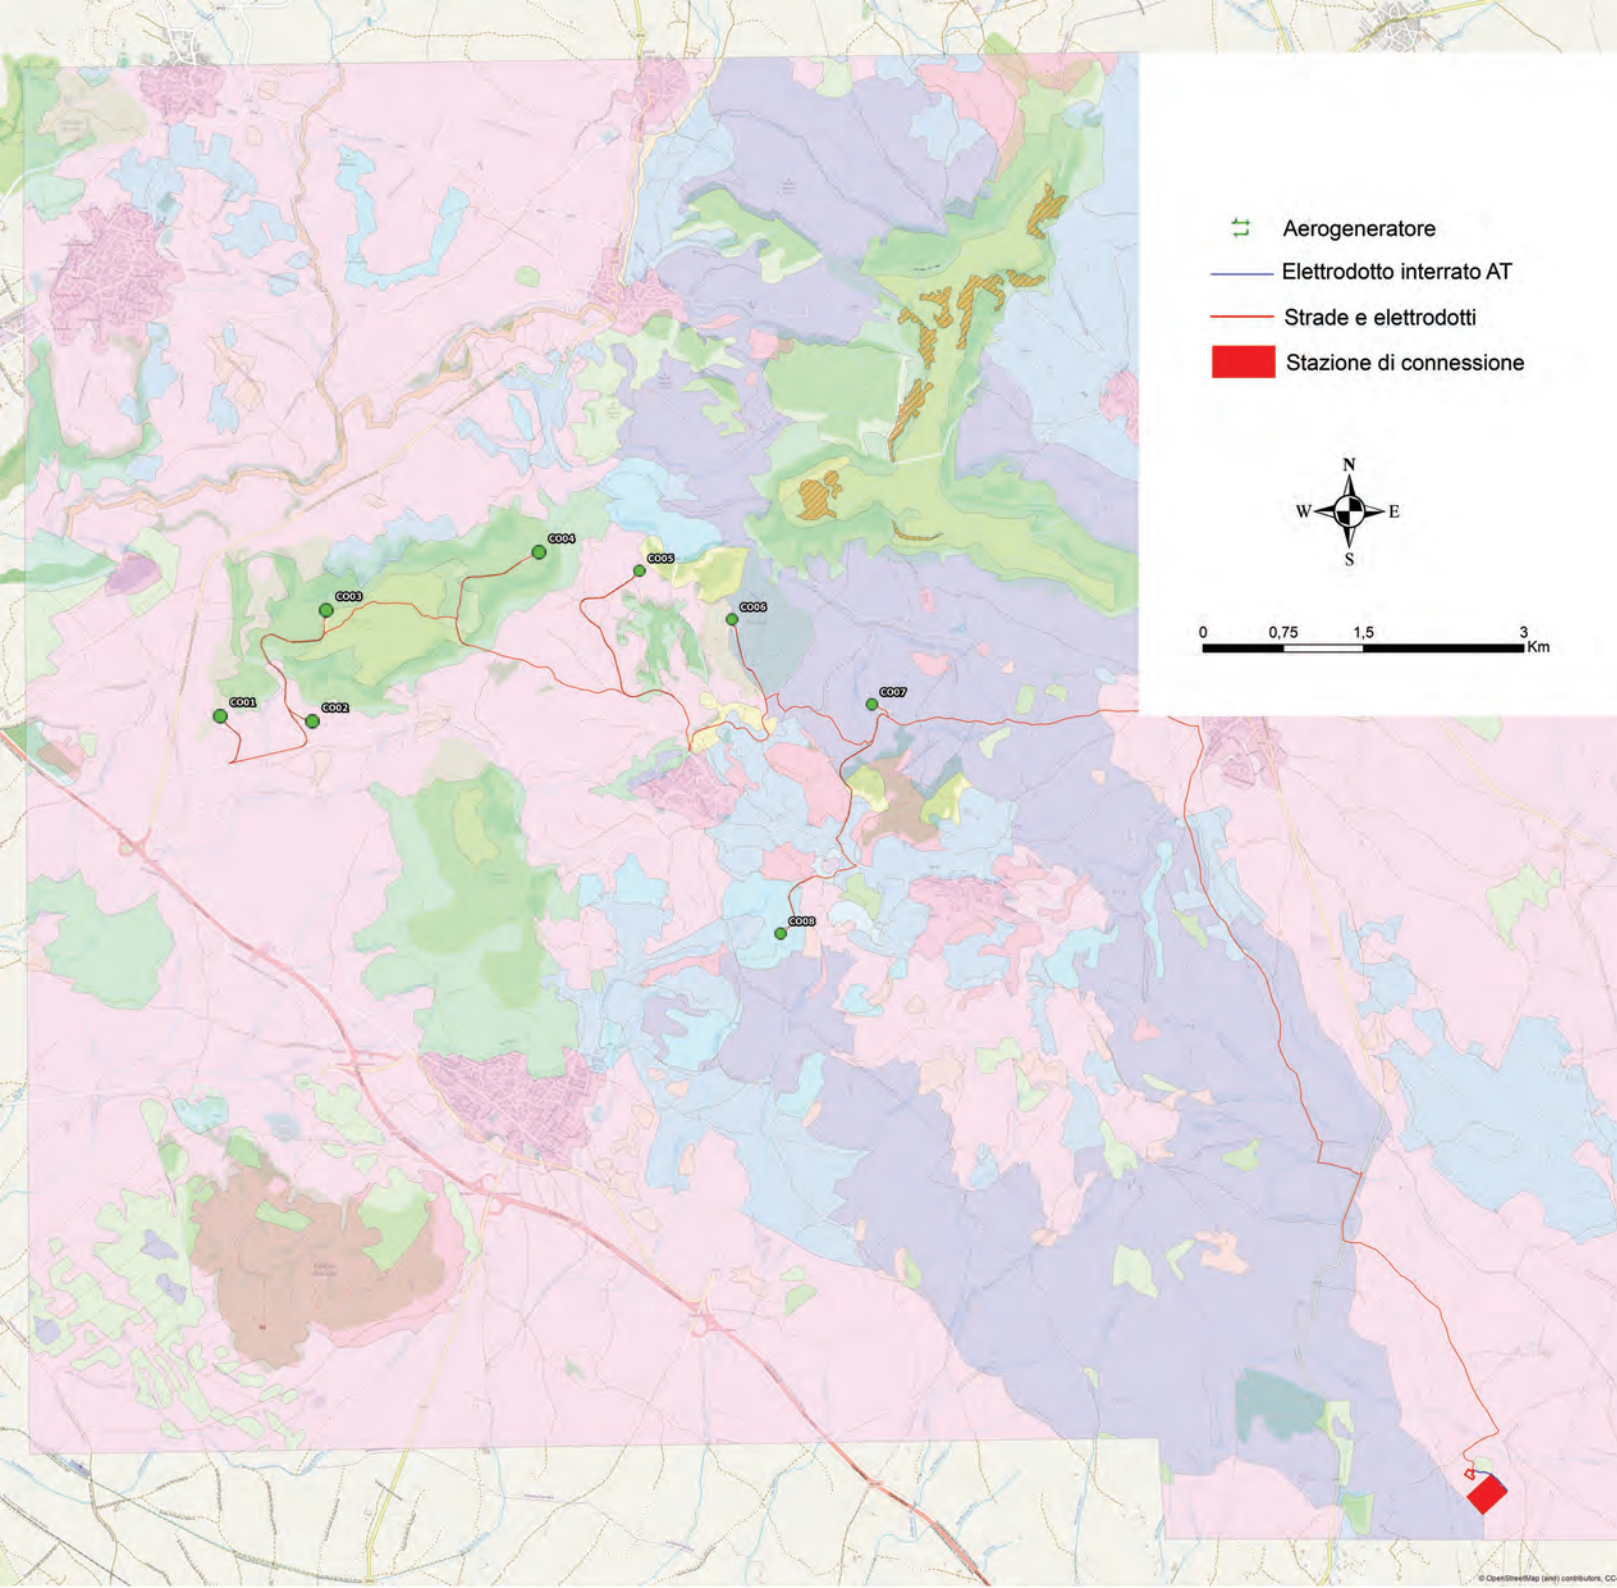 Aerogeneratore
Elettrodotto interrato AT
Strade e elettrodotti
Stazione di connessione
N
W E
S
0 0,75 1,5 3
Km
CO04
CO05
CO03
CO06
CO07
CO01
CO02
CO08
© OpenStreetMap (and) contributors, CC